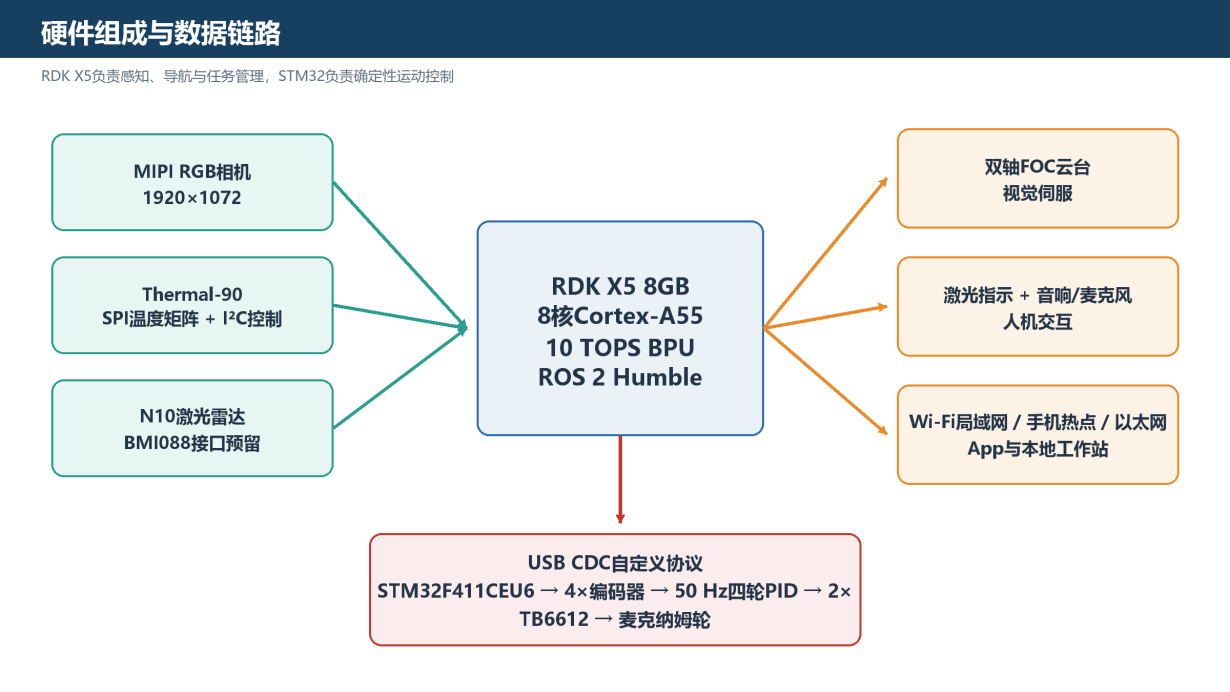 硬件组成与数据链路
RDK X5负责感知、导航与任务管理，STM32负责确定性运动控制
MIPI RGB相机
1920×1072
Thermal-90
SPI温度矩阵 + I²C控制
N10激光雷达
BMI088接口预留
RDK X5 8GB
8核Cortex-A55
10 TOPS BPU
ROS 2 Humble
双轴FOC云台
视觉伺服
激光指示 + 音响/麦克风
人机交互
Wi-Fi局域网 / 手机热点 / 以太网
App与本地工作站
USB CDC自定义协议
STM32F411CEU6 → 4×编码器 → 50 Hz四轮PID → 2×
TB6612 → 麦克纳姆轮